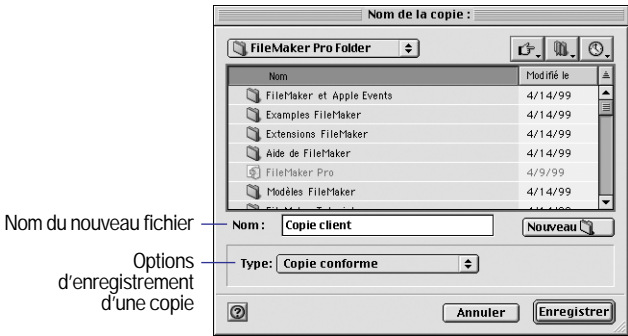 Nom de la copie :
FileMaker Pro Folder
Nom Modifié le
FileMaker et Apple Events 4/14/99
Examples FileMaker 4/14/99
Extensions FileMaker 4/14/99
Aide de FileMaker 4/14/99
FileMaker Pro 4/9/99
Modèles FileMaker 4/14/99
Nom du nouveau fichier
Nom : Copie client Nouveau
Options
d'enregistrement
d'une copie
Type: Copie conforme
Annuler Enregistrer